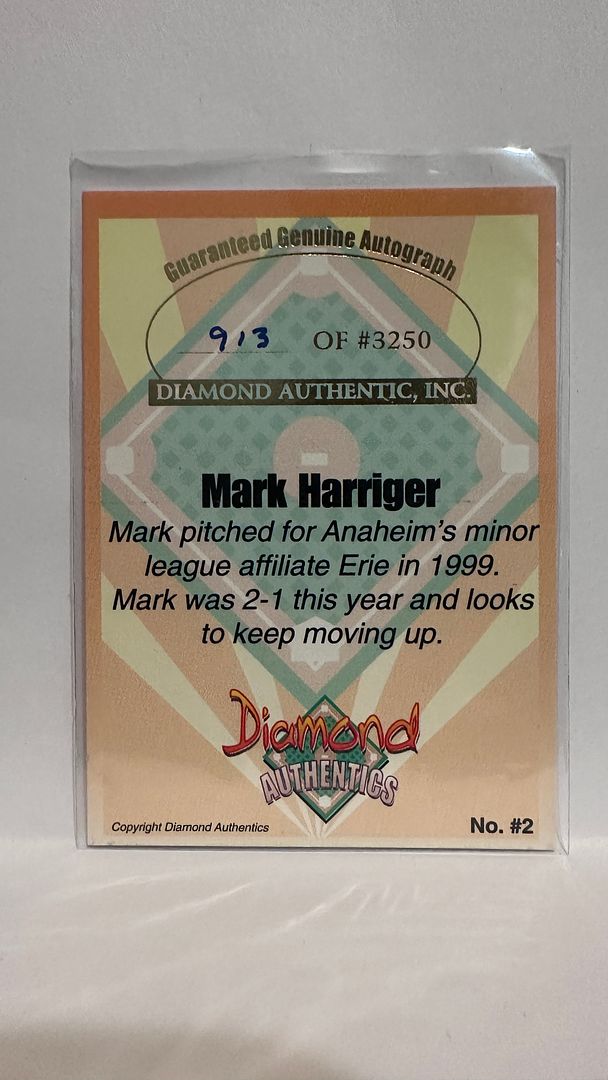 Guaranteed Genuine Autograph
913 OF #3250
DIAMOND AUTHENTIC, INC.
Mark Harriger
Mark pitched for Anaheim's minor
league affiliate Erie in 1999.
Mark was 2-1 this year and looks
to keep moving up.
Diamond
AUTHENTICS
Copyright Diamond Authentics
No. #2